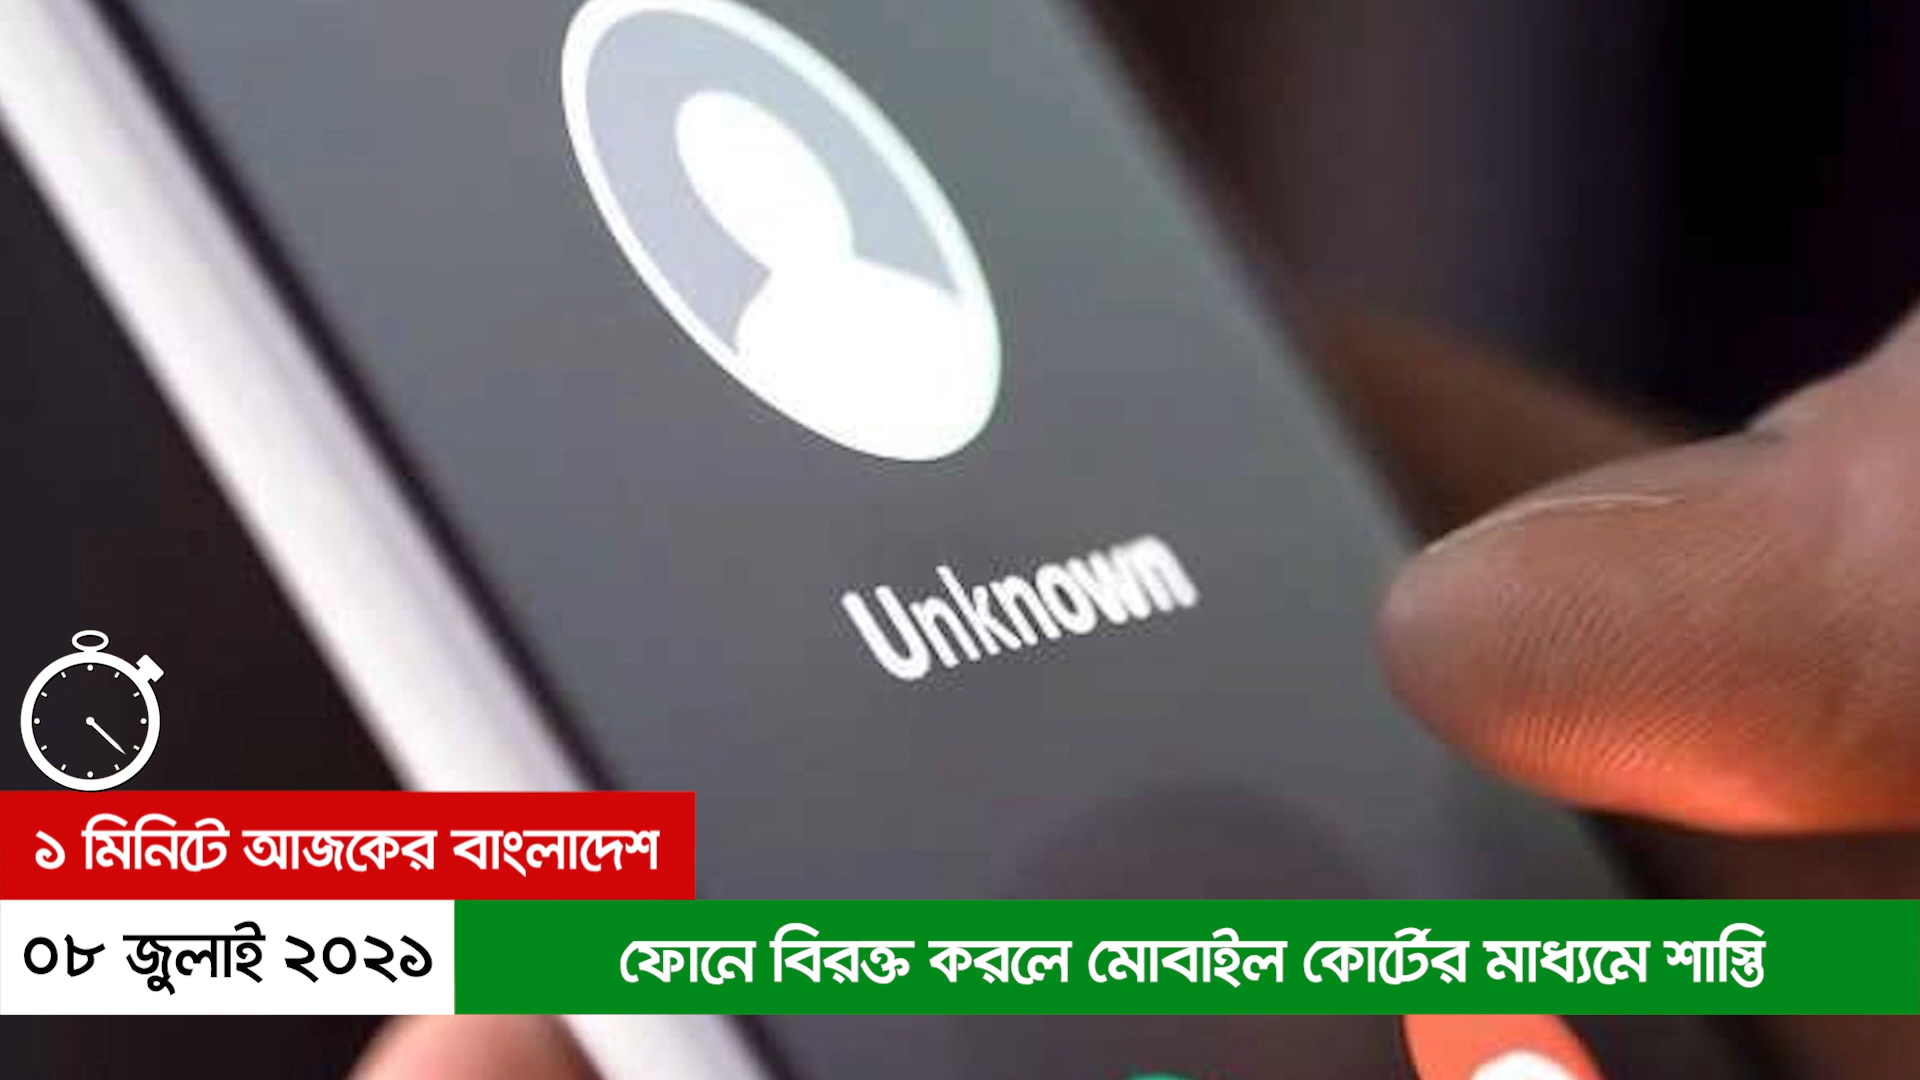 Unknown
১ মিনিটে আজকের বাংলাদেশ
০৮ জুলাই ২০২১
ফোনে বিরক্ত করলে মোবাইল কোর্টের মাধ্যমে শাস্তি